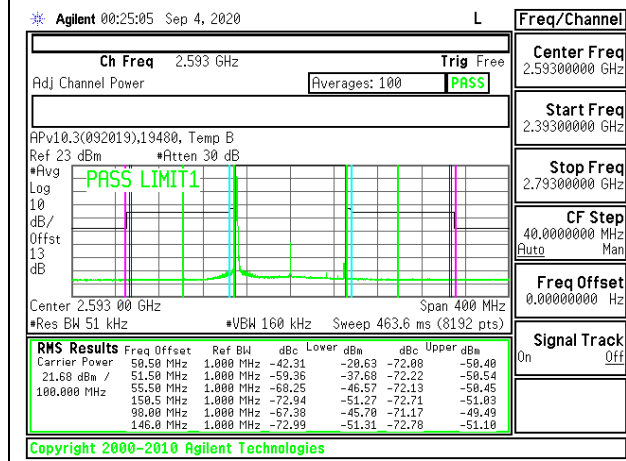 Agilent 00:25:05 Sep 4, 2020 L
Freq/Channel
Ch Freq 2.593 GHz Trig Free
Adj Channel Power Averages: 100 PASS
Center Freq
2.59300000 GHz
Start Freq
2.39300000 GHz
APv10.3(092019),19480, Temp B
Ref 23 dBm #Atten 30 dB
#Avg
Log
10
dB/
Offst
13
dB
PASS LIMIT1
Stop Freq
2.79300000 GHz
CF Step
40.0000000 MHz
Auto Man
Freq Offset
0.00000000 Hz
Center 2.593 00 GHz Span 400 MHz
#Res BW 51 kHz #VBW 160 kHz Sweep 463.6 ms (8192 pts)
Signal Track
On Off
RMS Results Freq Offset Ref BW dBc Lower dBm dBc Upper dBm
Carrier Power 50.50 MHz 1.000 MHz -42.31 -20.63 -72.08 -50.40
21.68 dBm / 51.50 MHz 1.000 MHz -59.36 -37.68 -72.22 -50.54
100.000 MHz 55.50 MHz 1.000 MHz -68.25 -46.57 -72.13 -50.45
150.5 MHz 1.000 MHz -72.94 -51.27 -72.71 -51.03
98.00 MHz 1.000 MHz -67.38 -45.70 -71.17 -49.49
146.0 MHz 1.000 MHz -72.99 -51.31 -72.78 -51.10
Copyright 2000-2010 Agilent Technologies